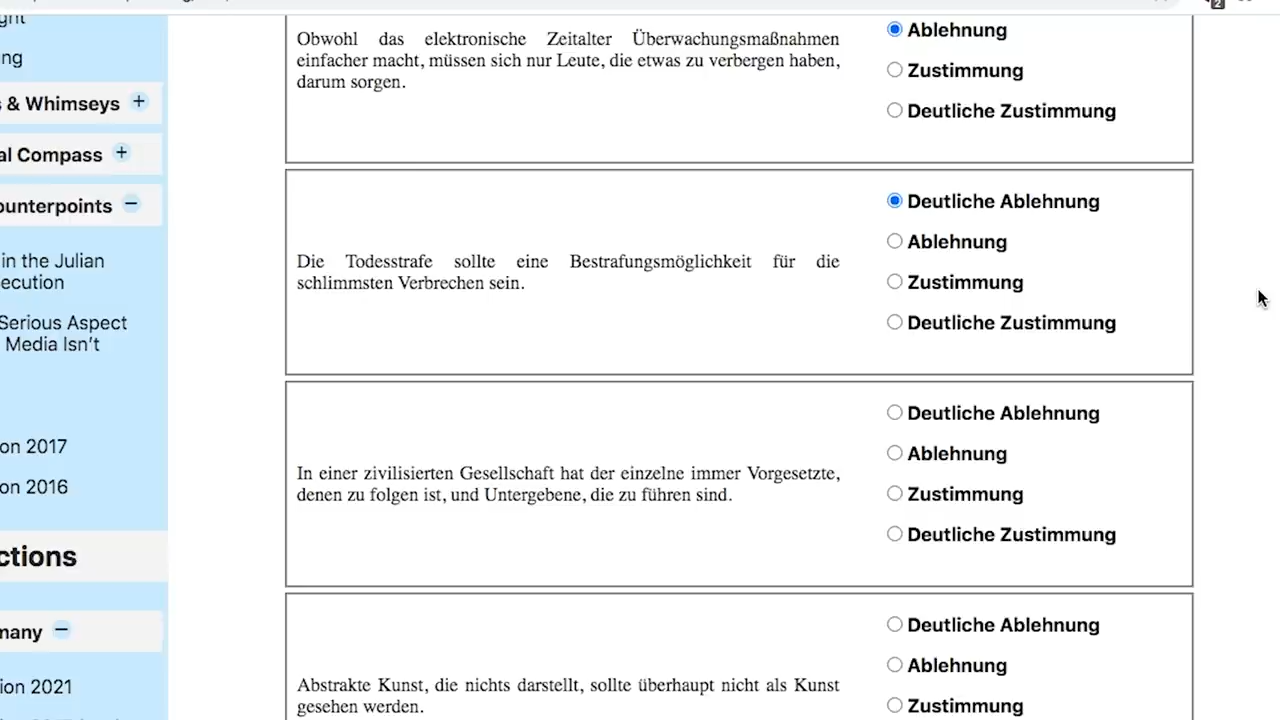 2
ng
& Whimseys +
al Compass +
ounterpoints −
in the Julian
ecution
Serious Aspect
Media Isn't
on 2017
on 2016
ctions
many −
ion 2021
Obwohl das elektronische Zeitalter Überwachungsmaßnahmen
einfacher macht, müssen sich nur Leute, die etwas zu verbergen haben,
darum sorgen.
Ablehnung
Zustimmung
Deutliche Zustimmung
Die Todesstrafe sollte eine Bestrafungsmöglichkeit für die
schlimmsten Verbrechen sein.
Deutliche Ablehnung
Ablehnung
Zustimmung
Deutliche Zustimmung
In einer zivilisierten Gesellschaft hat der einzelne immer Vorgesetzte,
denen zu folgen ist, und Untergebene, die zu führen sind.
Deutliche Ablehnung
Ablehnung
Zustimmung
Deutliche Zustimmung
Abstrakte Kunst, die nichts darstellt, sollte überhaupt nicht als Kunst
gesehen werden.
Deutliche Ablehnung
Ablehnung
Zustimmung